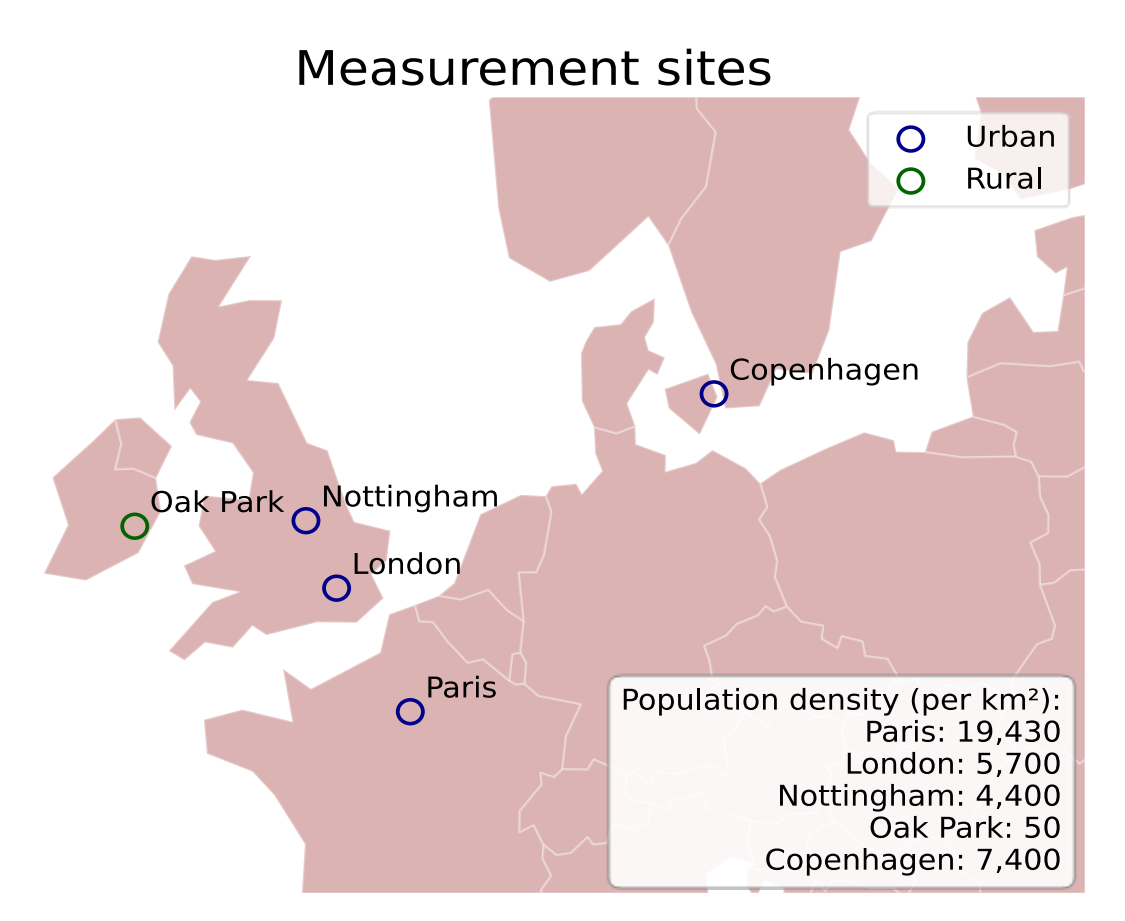 Measurement sites
Urban
Rural
Copenhagen
Oak Park
Nottingham
London
Paris
Population density (per km²):
Paris: 19,430
London: 5,700
Nottingham: 4,400
Oak Park: 50
Copenhagen: 7,400